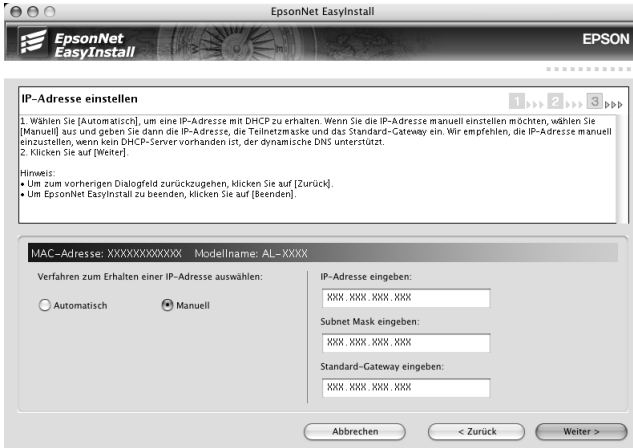 EpsonNet EasyInstall
EpsonNet
EasyInstall
EPSON
IP-Adresse einstellen
1 2 3
1. Wählen Sie [Automatisch], um eine IP-Adresse mit DHCP zu erhalten. Wenn Sie die IP-Adresse manuell einstellen möchten, wählen Sie
[Manuell] aus und geben Sie dann die IP-Adresse, die Teilnetzmaske und das Standard-Gateway ein. Wir empfehlen, die IP-Adresse manuell
einzustellen, wenn kein DHCP-Server vorhanden ist, der dynamische DNS unterstützt.
2. Klicken Sie auf [Weiter].
Hinweis:
• Um zum vorherigen Dialogfeld zurückzugehen, klicken Sie auf [Zurück].
• Um EpsonNet EasyInstall zu beenden, klicken Sie auf [Beenden].
MAC-Adresse: XXXXXXXXXXXX Modellname: AL-XXXX
Verfahren zum Erhalten einer IP-Adresse auswählen:
Automatisch Manuell
IP-Adresse eingeben:
XXX.XXX.XXX.XXX
Subnet Mask eingeben:
XXX.XXX.XXX.XXX
Standard-Gateway eingeben:
XXX.XXX.XXX.XXX
Abbrechen < Zurück Weiter >